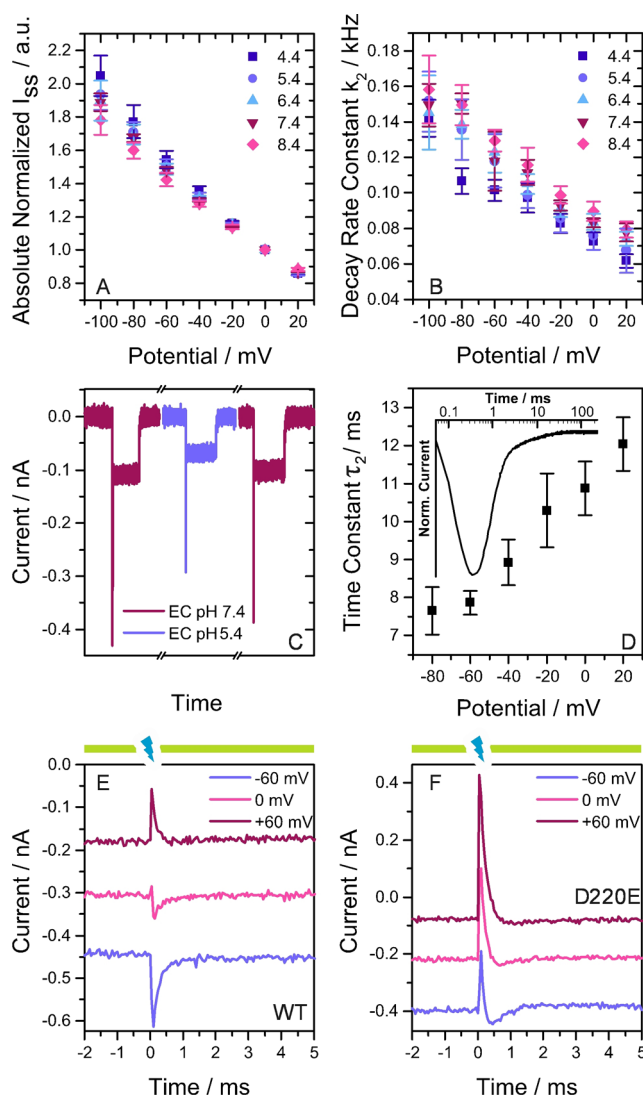 Absolute Normalized I_SS / a.u.
2.2
2.0
1.8
1.6
1.4
1.2
1.0
0.8
4.4
5.4
6.4
7.4
8.4
A
-100 -80 -60 -40 -20 0 20
Potential / mV
Decay Rate Constant k_2 / kHz
0.18
0.16
0.14
0.12
0.10
0.08
0.06
0.04
4.4
5.4
6.4
7.4
8.4
B
-100 -80 -60 -40 -20 0 20
Potential / mV
Current / nA
0.0
-0.1
-0.2
-0.3
-0.4
EC pH 7.4
EC pH 5.4
C
Time
Time Constant τ_2 / ms
13
12
11
10
9
8
7
Time / ms
0.1 1 10 100
Norm. Current
D
-80 -60 -40 -20 0 20
Potential / mV
Current / nA
0.0
-0.1
-0.2
-0.3
-0.4
-0.5
-0.6
E
-60 mV
0 mV
+60 mV
WT
-2 -1 0 1 2 3 4 5
Time / ms
Current / nA
0.4
0.2
0.0
-0.2
-0.4
F
-60 mV
0 mV
+60 mV
D220E
-2 -1 0 1 2 3 4 5
Time / ms